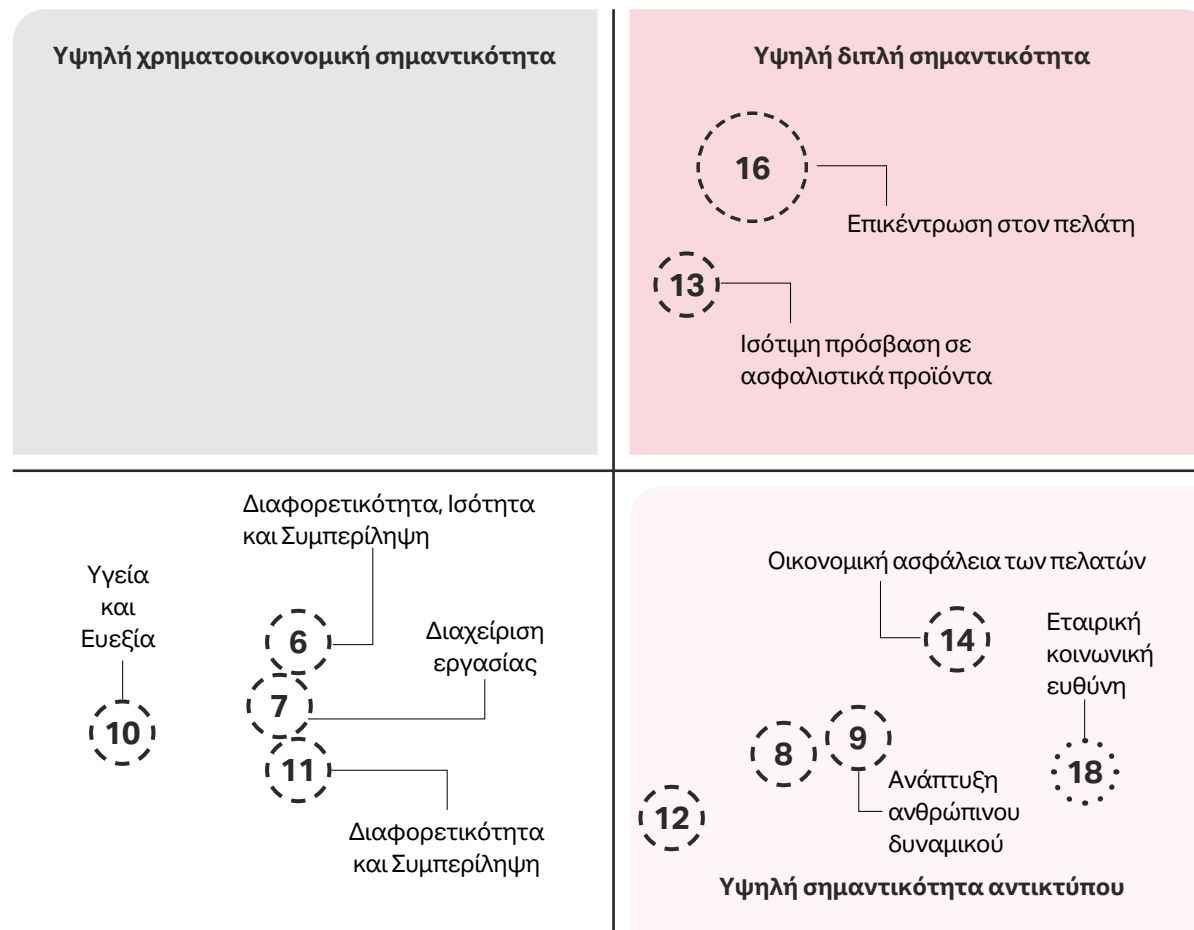 Υψηλή χρηματοοικονομική σημαντικότητα
Υψηλή διπλή σημαντικότητα
16
Επικέντρωση στον πελάτη
13
Ισότιμη πρόσβαση σε
ασφαλιστικά προϊόντα
Διαφορετικότητα, Ισότητα
και Συμπερίληψη
Υγεία
και
Ευεξία
6
Διαχείριση
εργασίας
7
10
11
Διαφορετικότητα
και Συμπερίληψη
Οικονομική ασφάλεια των πελατών
14
Εταιρική
κοινωνική
ευθύνη
8
9
18
Ανάπτυξη
ανθρώπινου
δυναμικού
12
Υψηλή σημαντικότητα αντικτύπου